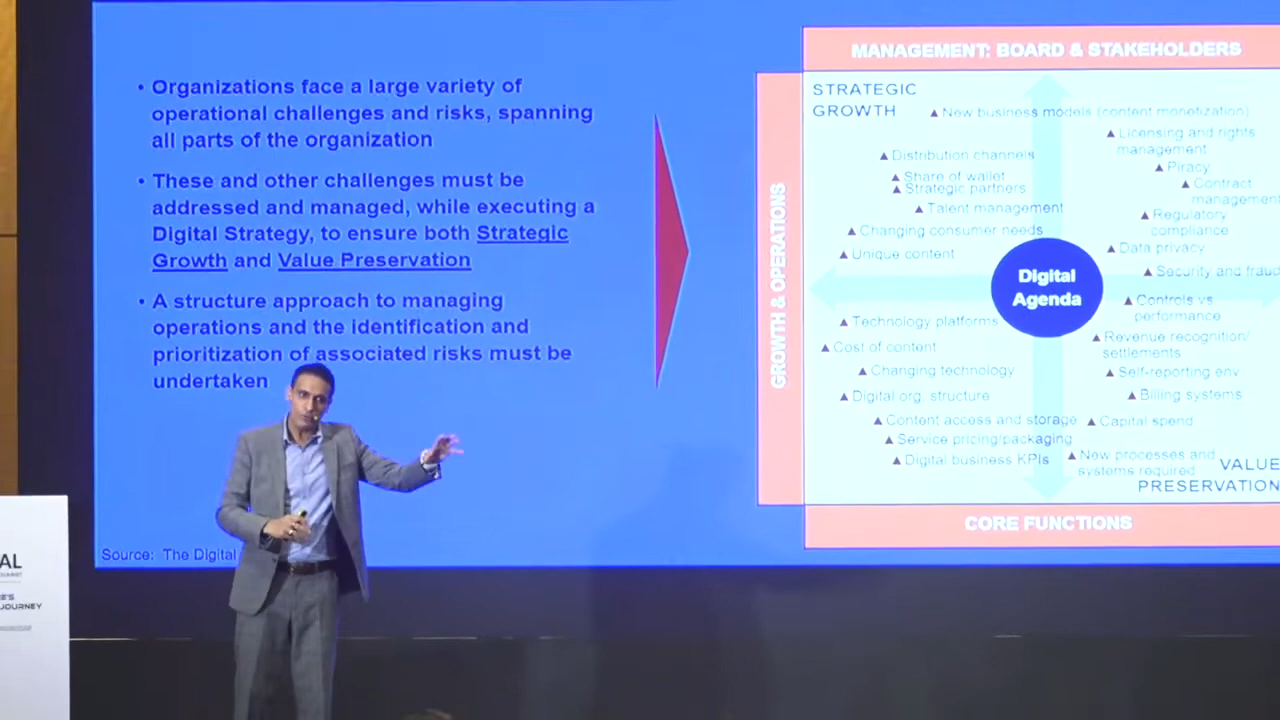 • Organizations face a large variety of
operational challenges and risks, spanning
all parts of the organization
• These and other challenges must be
addressed and managed, while executing a
Digital Strategy, to ensure both Strategic
Growth and Value Preservation
• A structure approach to managing
operations and the identification and
prioritization of associated risks must be
undertaken
Source: The Digital
MANAGEMENT: BOARD & STAKEHOLDERS
GROWTH & OPERATIONS
STRATEGIC
GROWTH
▲ New business models (content monetization)
▲ Distribution channels
▲ Share of wallet
▲ Strategic partners
▲ Talent management
▲ Changing consumer needs
▲ Unique content
▲ Licensing and rights
management
▲ Piracy
▲ Contract
management
▲ Regulatory
compliance
▲ Data privacy
▲ Security and fraud
Digital
Agenda
▲ Technology platforms
▲ Cost of content
▲ Changing technology
▲ Digital org. structure
▲ Content access and storage
▲ Service pricing/packaging
▲ Digital business KPIs
▲ Controls vs.
performance
▲ Revenue recognition/
settlements
▲ Self-reporting env
▲ Billing systems
▲ Capital spend
▲ New processes and
systems required
VALUE
PRESERVATION
CORE FUNCTIONS
AL
SUMMIT
E'S
JOURNEY